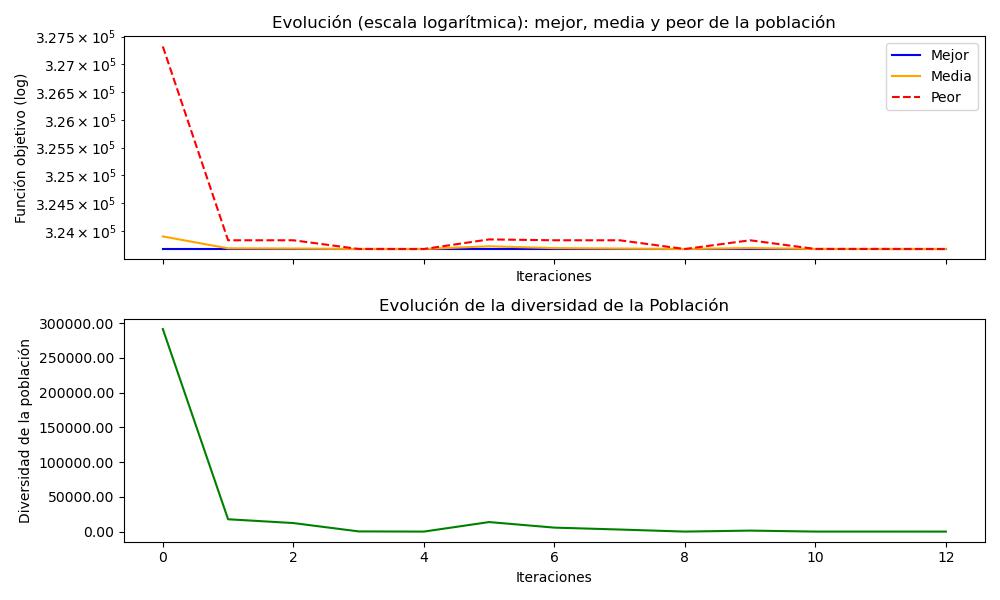 Evolución (escala logarítmica): mejor, media y peor de la población
Función objetivo (log)
3.275 × 10⁵
3.27 × 10⁵
3.265 × 10⁵
3.26 × 10⁵
3.255 × 10⁵
3.25 × 10⁵
3.245 × 10⁵
3.24 × 10⁵
Mejor
Media
Peor
Iteraciones
Evolución de la diversidad de la Población
Diversidad de la población
300000.00
250000.00
200000.00
150000.00
100000.00
50000.00
0.00
0 2 4 6 8 10 12
Iteraciones